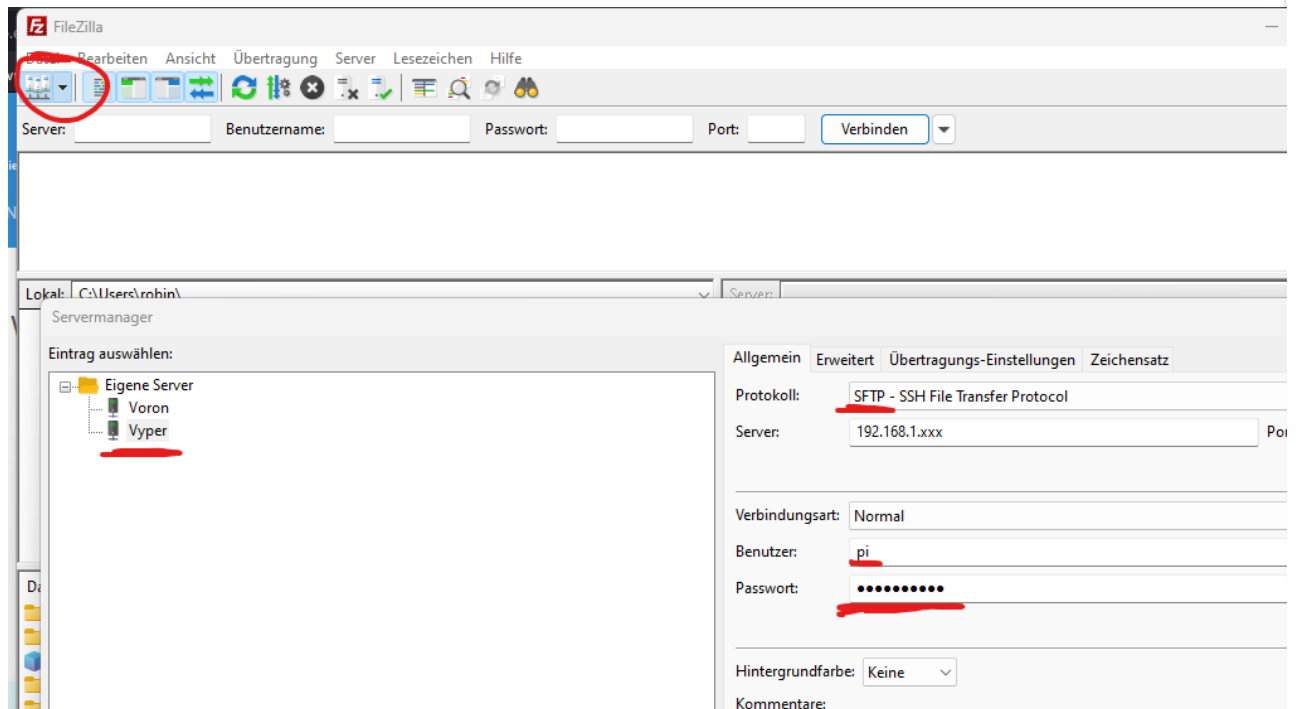 FileZilla
Datei Bearbeiten Ansicht Übertragung Server Lesezeichen Hilfe
Server: Benutzername: Passwort: Port: Verbinden
Lokal: C:\Users\robin\ Server:
Servermanager
Eintrag auswählen:
Eigene Server
Voron
Vyper
Allgemein Erweitert Übertragungs-Einstellungen Zeichensatz
Protokoll: SFTP - SSH File Transfer Protocol
Server: 192.168.1.xxx Por
Verbindungsart: Normal
Benutzer: pi
Passwort: ●●●●●●●●●●
Hintergrundfarbe: Keine
Kommentare: